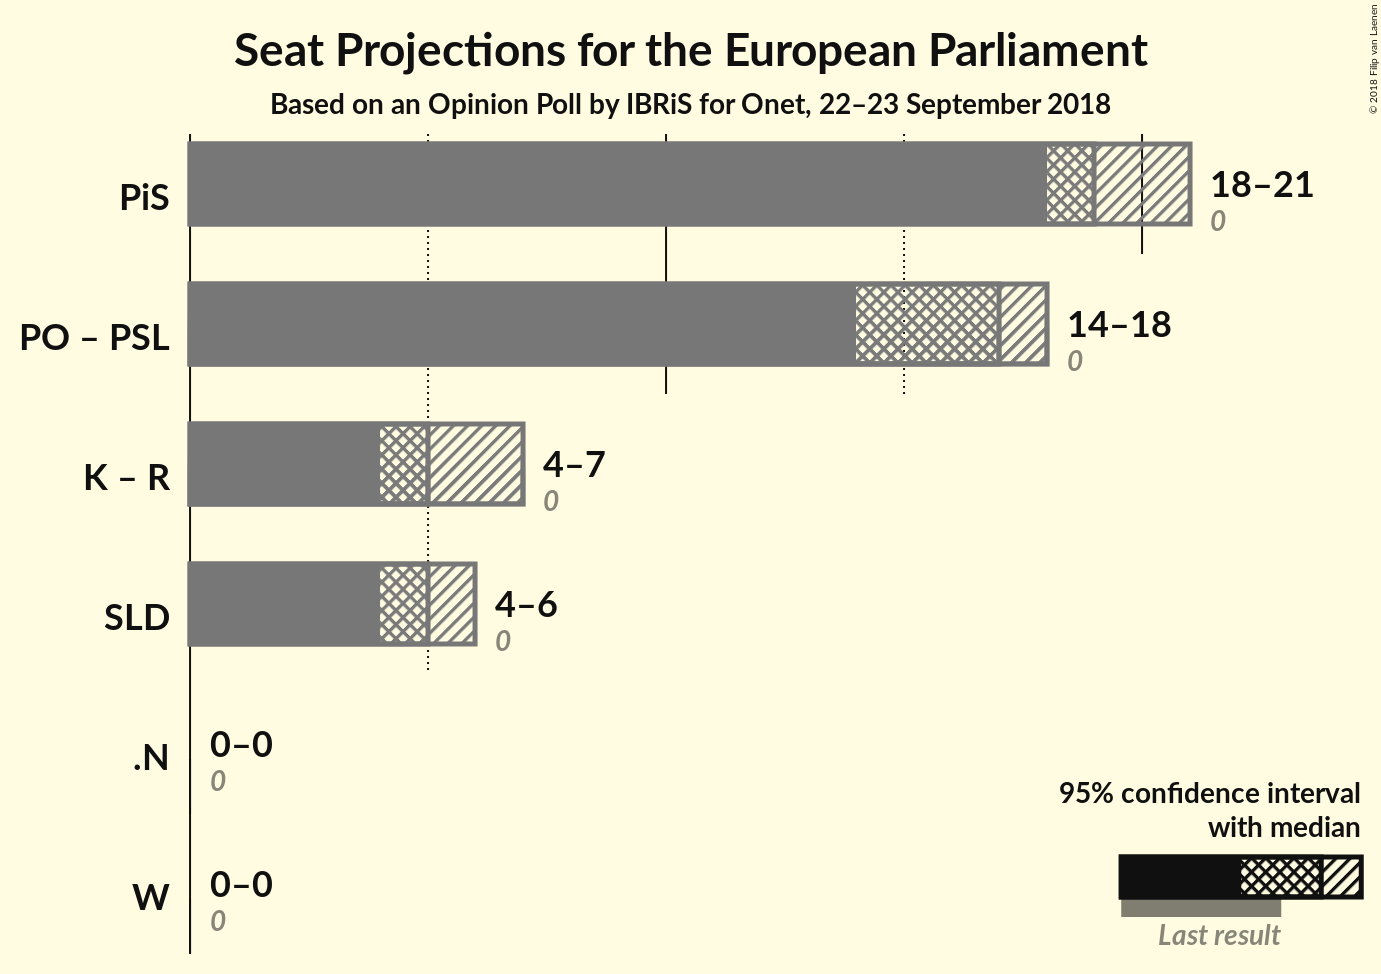 Seat Projections for the European Parliament
Based on an Opinion Poll by IBRiS for Onet, 22–23 September 2018
© 2018 Filip van Laenen
PiS
18–21
0
PO – PSL
14–18
0
K – R
4–7
0
SLD
4–6
0
.N
0–0
0
W
0–0
0
95% confidence interval
with median
Last result